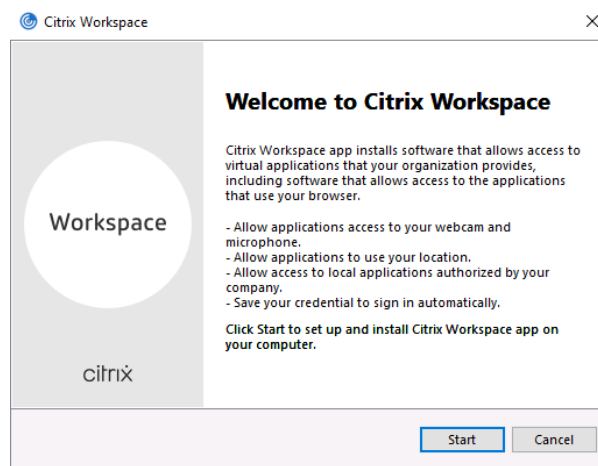 Citrix Workspace
Welcome to Citrix Workspace
Citrix Workspace app installs software that allows access to
virtual applications that your organization provides,
including software that allows access to the applications
that use your browser.
- Allow applications access to your webcam and
microphone.
- Allow applications to use your location.
- Allow access to local applications authorized by your
company.
- Save your credential to sign in automatically.
Click Start to set up and install Citrix Workspace app on
your computer.
Workspace
citrix
Start Cancel